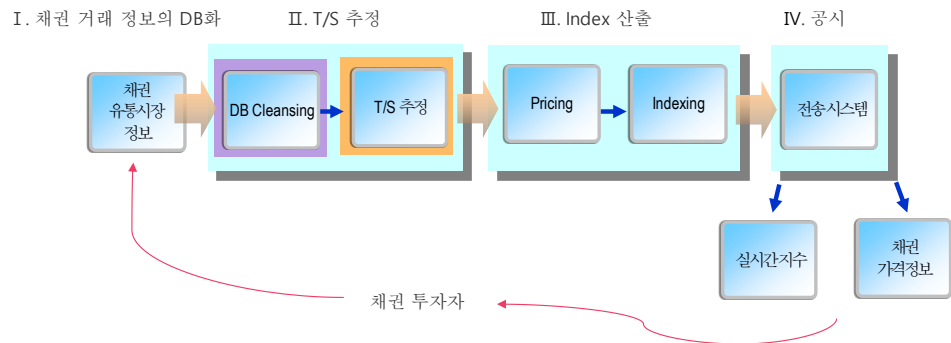 Ⅰ. 채권 거래 정보의 DB화
Ⅱ. T/S 추정
Ⅲ. Index 산출
Ⅳ. 공시
채권
유통시장
정보
DB Cleansing
T/S 추정
Pricing
Indexing
전송시스템
실시간지수
채권
가격정보
채권 투자자